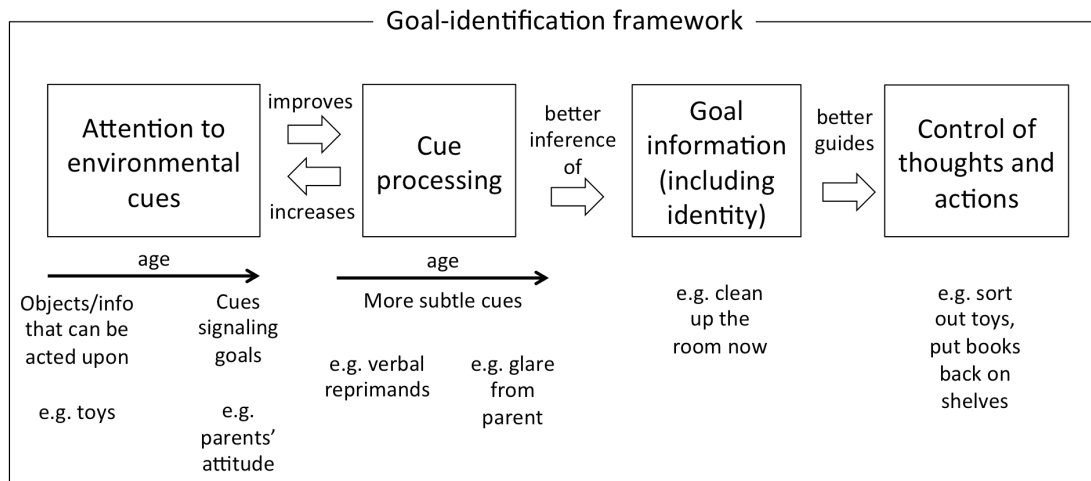 Goal-identification framework
Attention to
environmental
cues
improves
increases
Cue
processing
better
inference
of
Goal
information
(including
identity)
better
guides
Control of
thoughts and
actions
age
Objects/info
that can be
acted upon
e.g. toys
Cues
signaling
goals
e.g.
parents’
attitude
age
More subtle cues
e.g. verbal
reprimands
e.g. glare
from
parent
e.g. clean
up the
room now
e.g. sort
out toys,
put books
back on
shelves